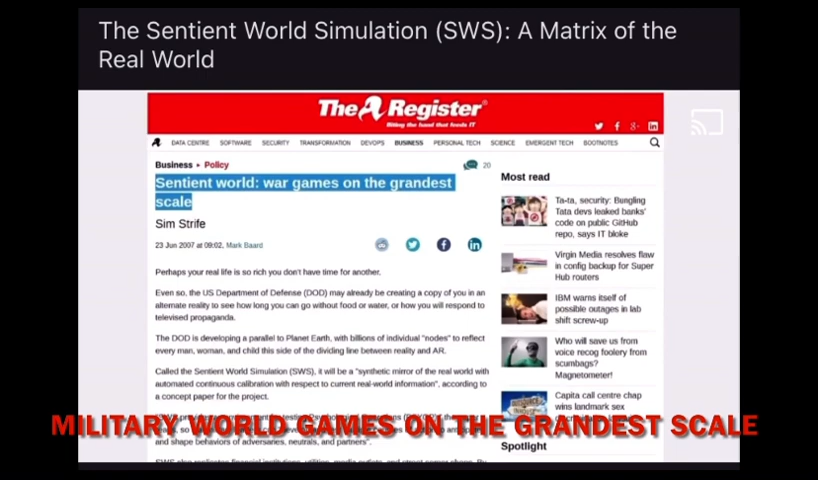 The Sentient World Simulation (SWS): A Matrix of the
Real World
The Register®
Biting the hand that feeds IT
DATA CENTRE SOFTWARE SECURITY TRANSFORMATION DEVOPS BUSINESS PERSONAL TECH SCIENCE EMERGENT TECH BOOTNOTES
Business • Policy
20
Sentient world: war games on the grandest
scale
Sim Strife
23 Jun 2007 at 09:02, Mark Baard
Perhaps your real life is so rich you don't have time for another.
Even so, the US Department of Defense (DOD) may already be creating a copy of you in an
alternate reality to see how long you can go without food or water, or how you will respond to
televised propaganda.
The DOD is developing a parallel to Planet Earth, with billions of individual "nodes" to reflect
every man, woman, and child this side of the dividing line between reality and AR.
Called the Sentient World Simulation (SWS), it will be a "synthetic mirror of the real world with
automated continuous calibration with respect to current real-world information", according to
a concept paper for the project.
and shape behaviors of adversaries, neutrals, and partners".
Most read
Ta-ta, security: Bungling
Tata devs leaked banks'
code on public GitHub
repo, says IT bloke
Virgin Media resolves flaw
in config backup for Super
Hub routers
IBM warns itself of
possible outages in lab
shift screw-up
Who will save us from
voice recog foolery from
scumbags?
Magnetometer!
Capita call centre chap
wins landmark sex
Spotlight
MILITARY WORLD GAMES ON THE GRANDEST SCALE